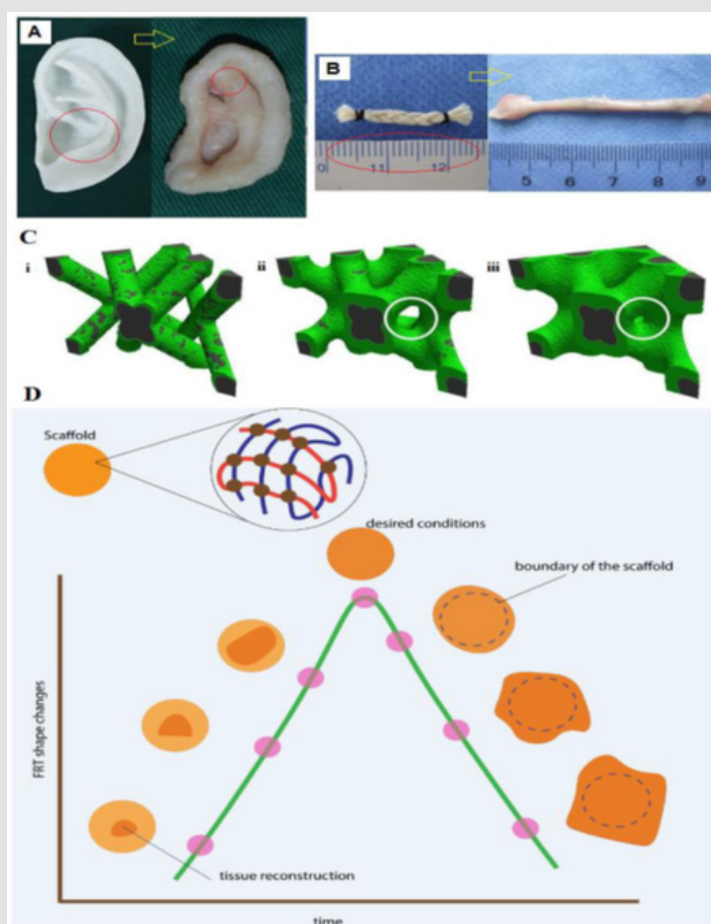 A
B
0 11 12
5 6 7 8 9
C
i
ii
iii
D
Scaffold
desired conditions
boundary of the scaffold
FRT shape changes
tissue reconstruction
time